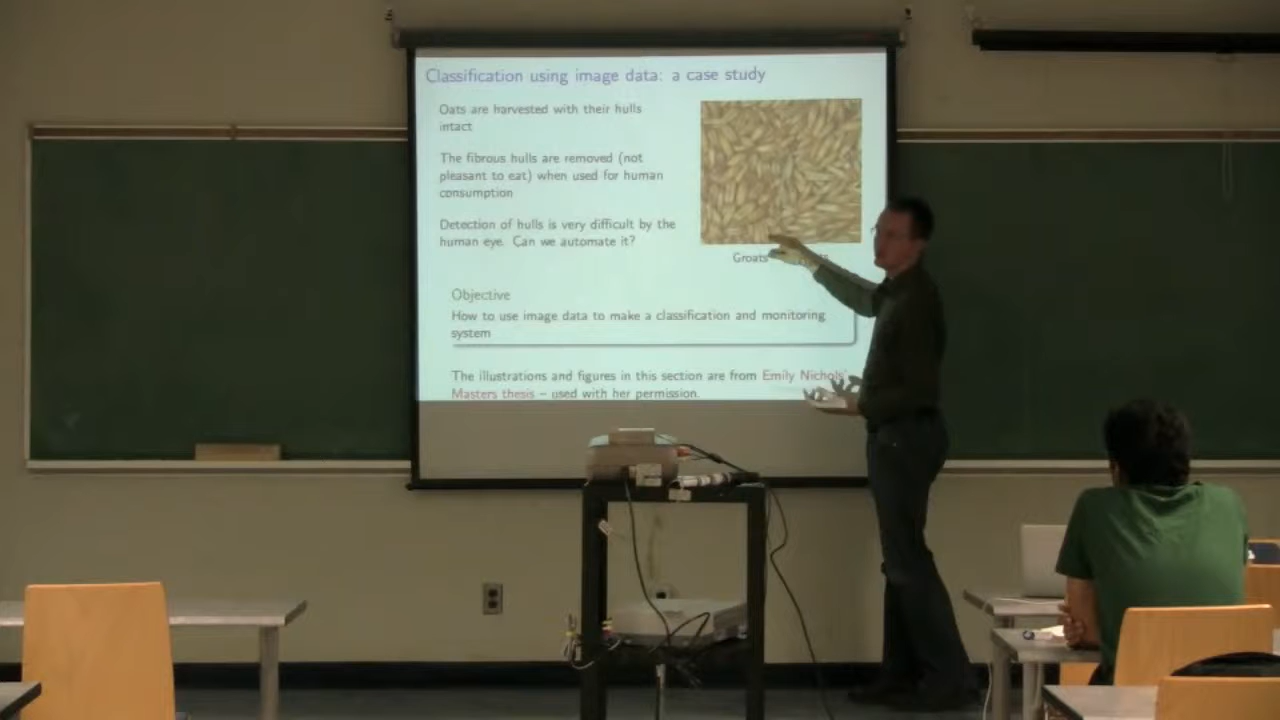 Classification using image data: a case study
Oats are harvested with their hulls
intact
The fibrous hulls are removed (not
pleasant to eat) when used for human
consumption
Detection of hulls is very difficult by the
human eye. Can we automate it?
Groats
Objective
How to use image data to make a classification and monitoring
system
The illustrations and figures in this section are from Emily Nichols'
Masters thesis – used with her permission.